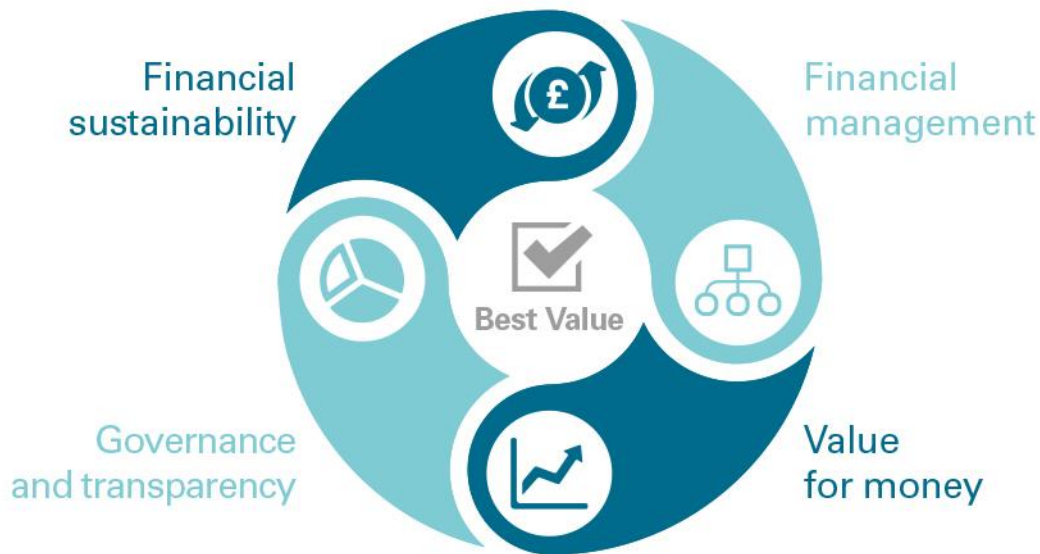 Financial
sustainability
Financial
management
£
Best Value
Governance
and transparency
Value
for money